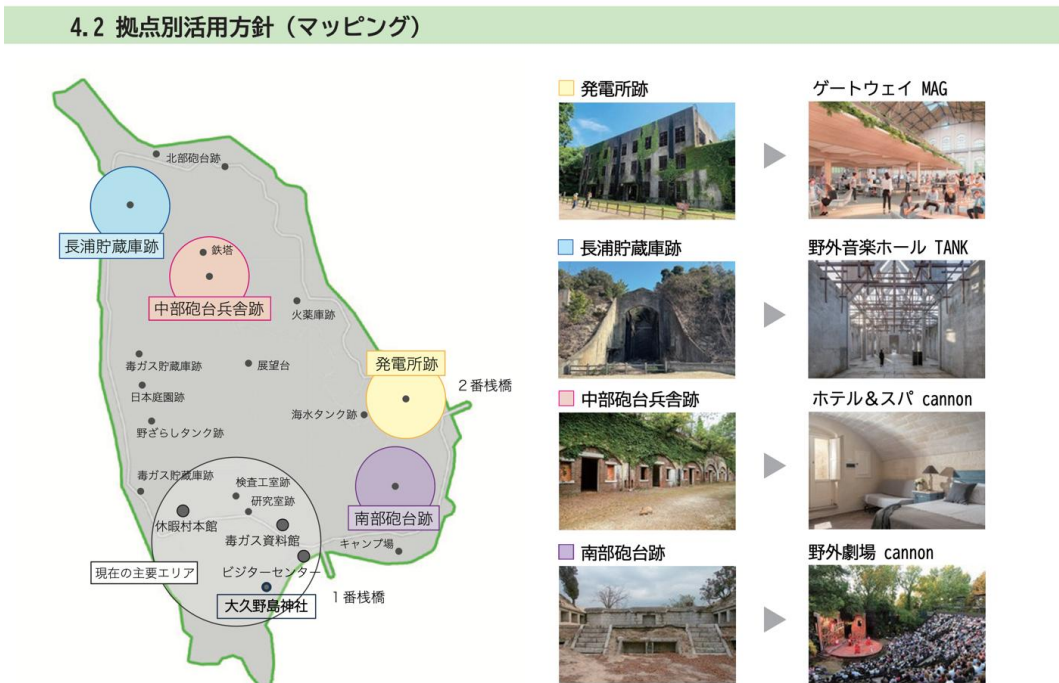 4.2 拠点別活用方針（マッピング）
北部砲台跡
長浦貯蔵庫跡
鉄塔
中部砲台兵舎跡
火薬庫跡
毒ガス貯蔵庫跡
展望台
発電所跡
2番桟橋
日本庭園跡
海水タンク跡
野ざらしタンク跡
毒ガス貯蔵庫跡
検査工室跡
研究室跡
南部砲台跡
休暇村本館
毒ガス資料館
キャンプ場
現在の主要エリア
ビジターセンター
1番桟橋
大久野島神社
発電所跡
ゲートウェイ MAG
長浦貯蔵庫跡
野外音楽ホール TANK
中部砲台兵舎跡
ホテル＆スパ cannon
南部砲台跡
野外劇場 cannon